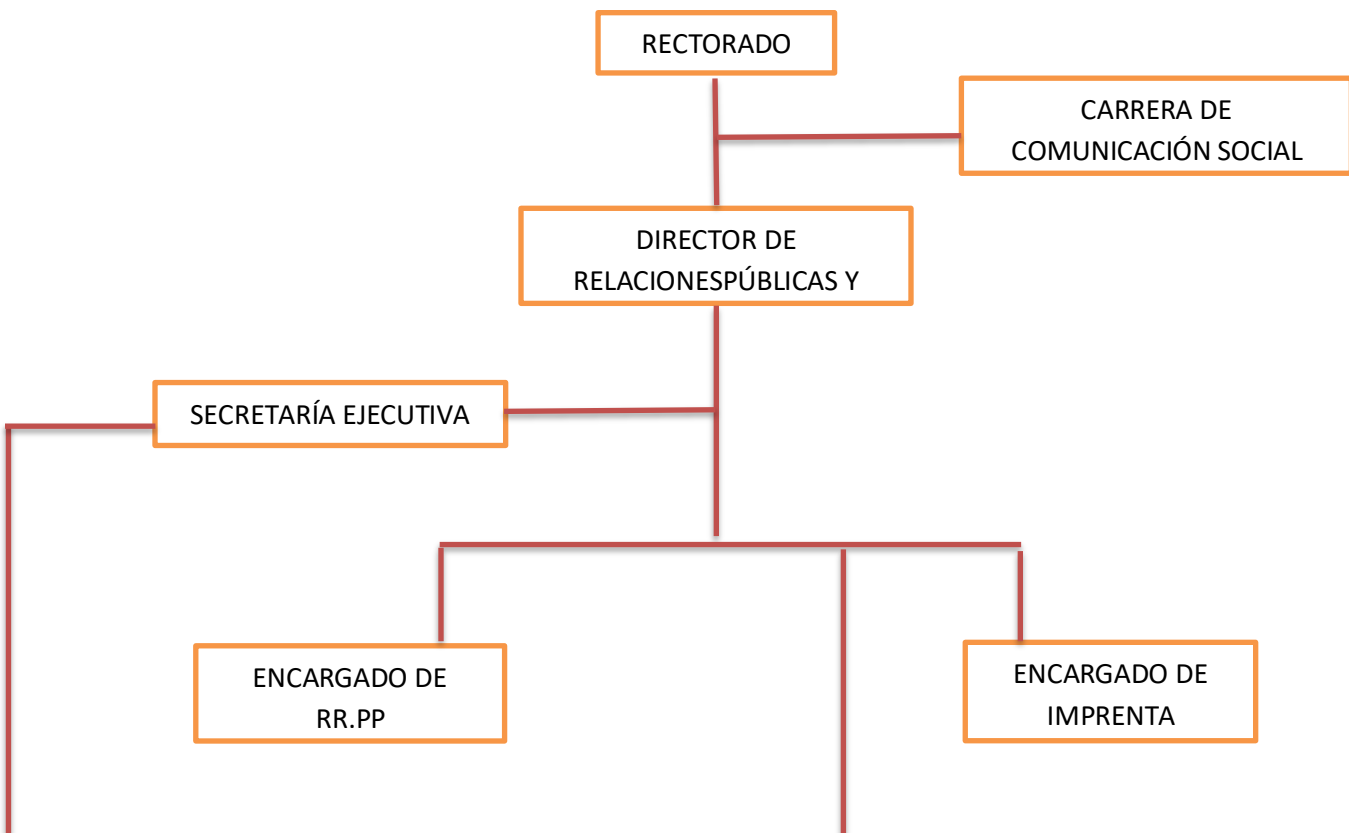 RECTORADO
CARRERA DE
COMUNICACIÓN SOCIAL
DIRECTOR DE
RELACIONESPÚBLICAS Y
SECRETARÍA EJECUTIVA
ENCARGADO DE
RR.PP
ENCARGADO DE
IMPRENTA